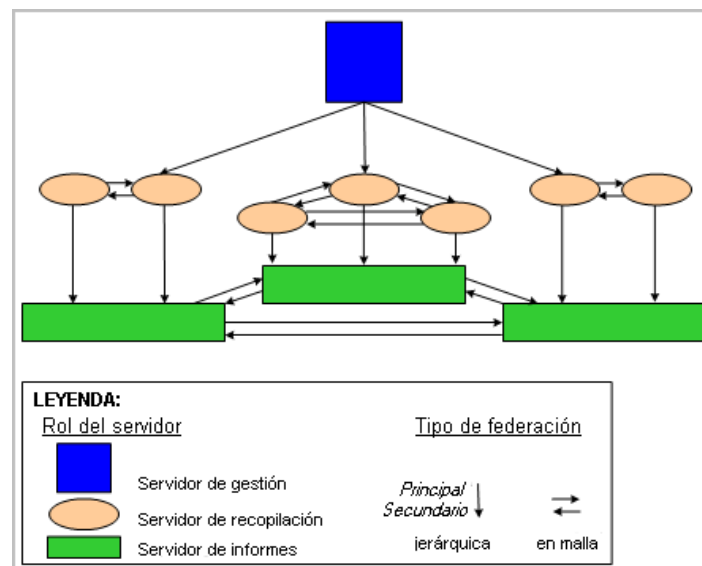 LEYENDA:
Rol del servidor
Tipo de federación
Servidor de gestión
Principal
Secundario
Servidor de recopilación
Servidor de informes
jerárquica
en malla